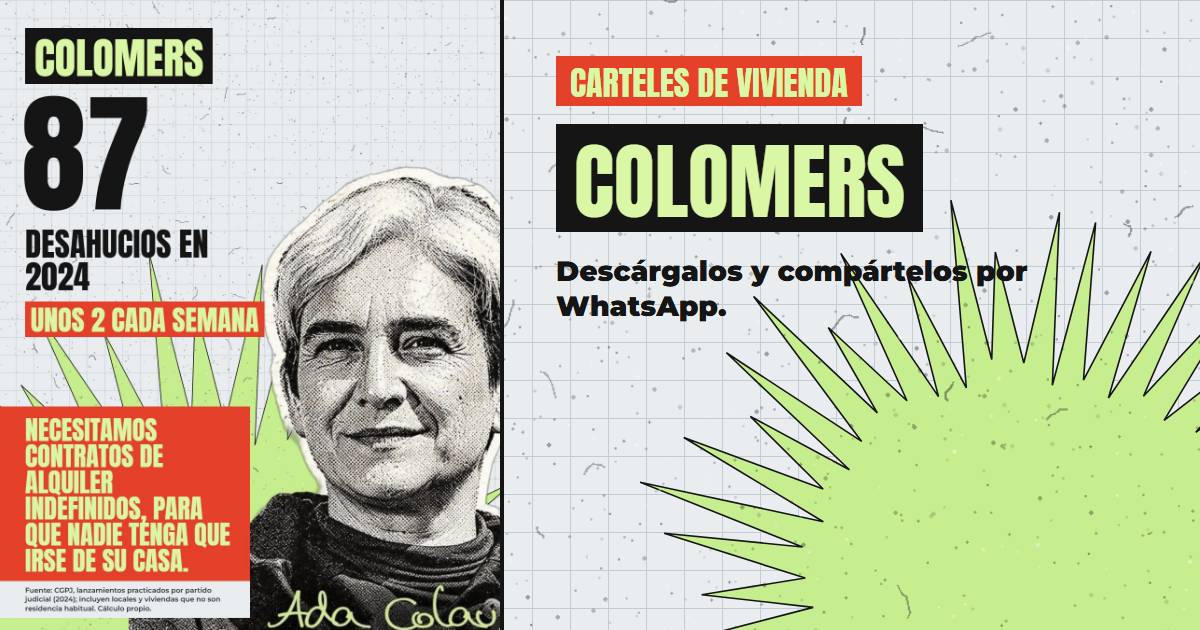 COLOMERS
87
DESAHUCIOS EN
2024
UNOS 2 CADA SEMANA
NECESITAMOS
CONTRATOS DE
ALQUILER
INDEFINIDOS, PARA
QUE NADIE TENGA QUE
IRSE DE SU CASA.
Fuente: CGPJ, lanzamientos practicados por partido
judicial (2024); incluyen locales y viviendas que no son
residencia habitual. Cálculo propio.
Ada Colau
CARTELES DE VIVIENDA
COLOMERS
Descárgalos y compártelos por
WhatsApp.